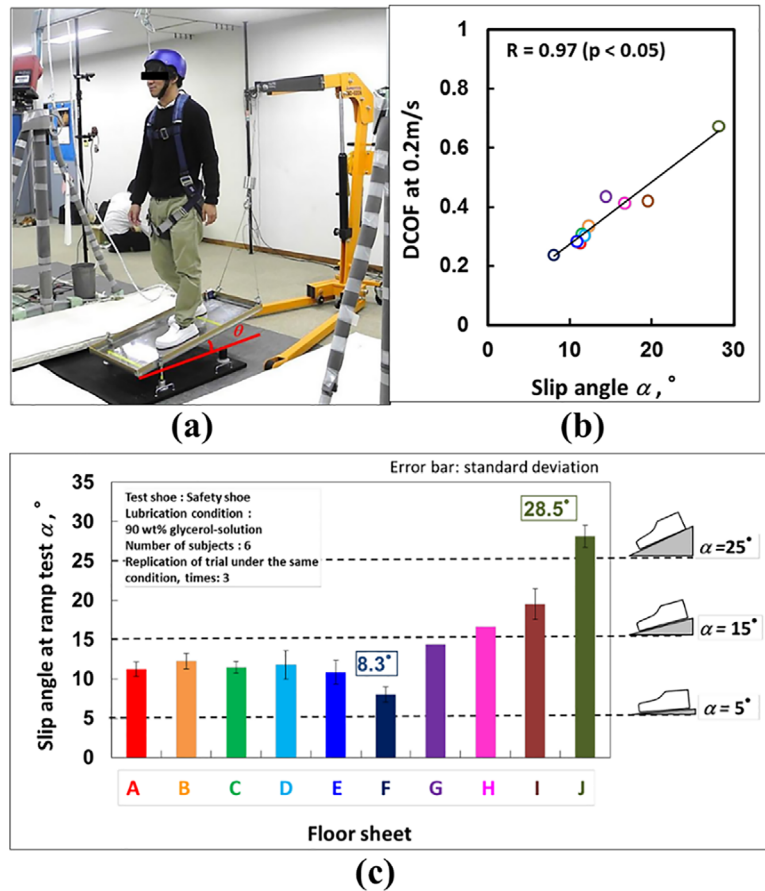 θ
(a)
R = 0.97 (p < 0.05)
DCOF at 0.2m/s
1
0.8
0.6
0.4
0.2
0
0
10
20
30
Slip angle α, °
(b)
Error bar: standard deviation
Slip angle at ramp test α, °
35
30
25
20
15
10
5
0
Test shoe : Safety shoe
Lubrication condition :
90 wt% glycerol-solution
Number of subjects : 6
Replication of trial under the same
condition, times: 3
8.3°
28.5°
α =25°
α = 15°
α = 5°
A B C D E F G H I J
Floor sheet
(c)